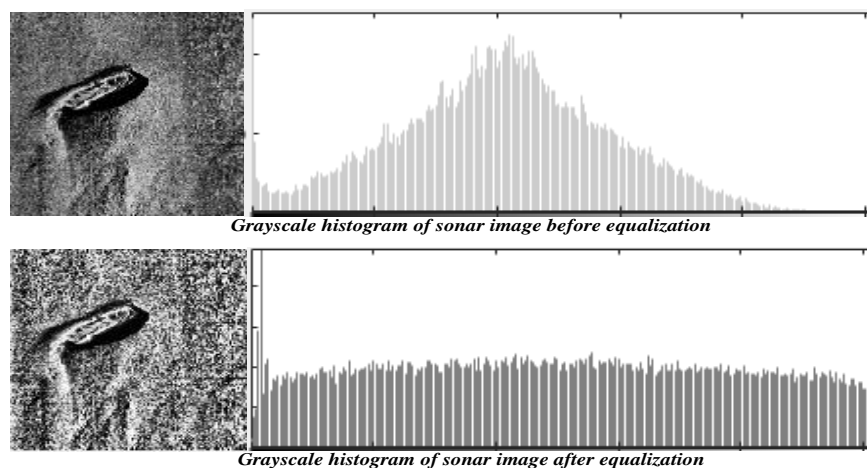 Grayscale histogram of sonar image before equalization
Grayscale histogram of sonar image after equalization